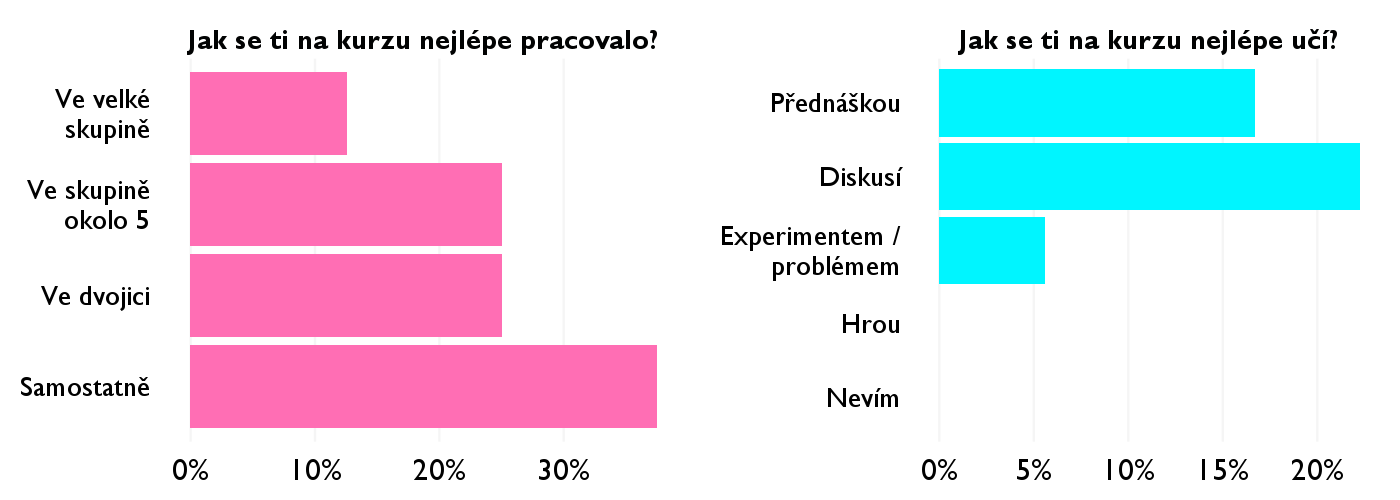 Jak se ti na kurzu nejlépe pracovalo?
Ve velké
skupině
Ve skupině
okolo 5
Ve dvojici
Samostatně
0% 10% 20% 30%
Jak se ti na kurzu nejlépe učí?
Přednáškou
Diskusí
Experimentem /
problémem
Hrou
Nevím
0% 5% 10% 15% 20%